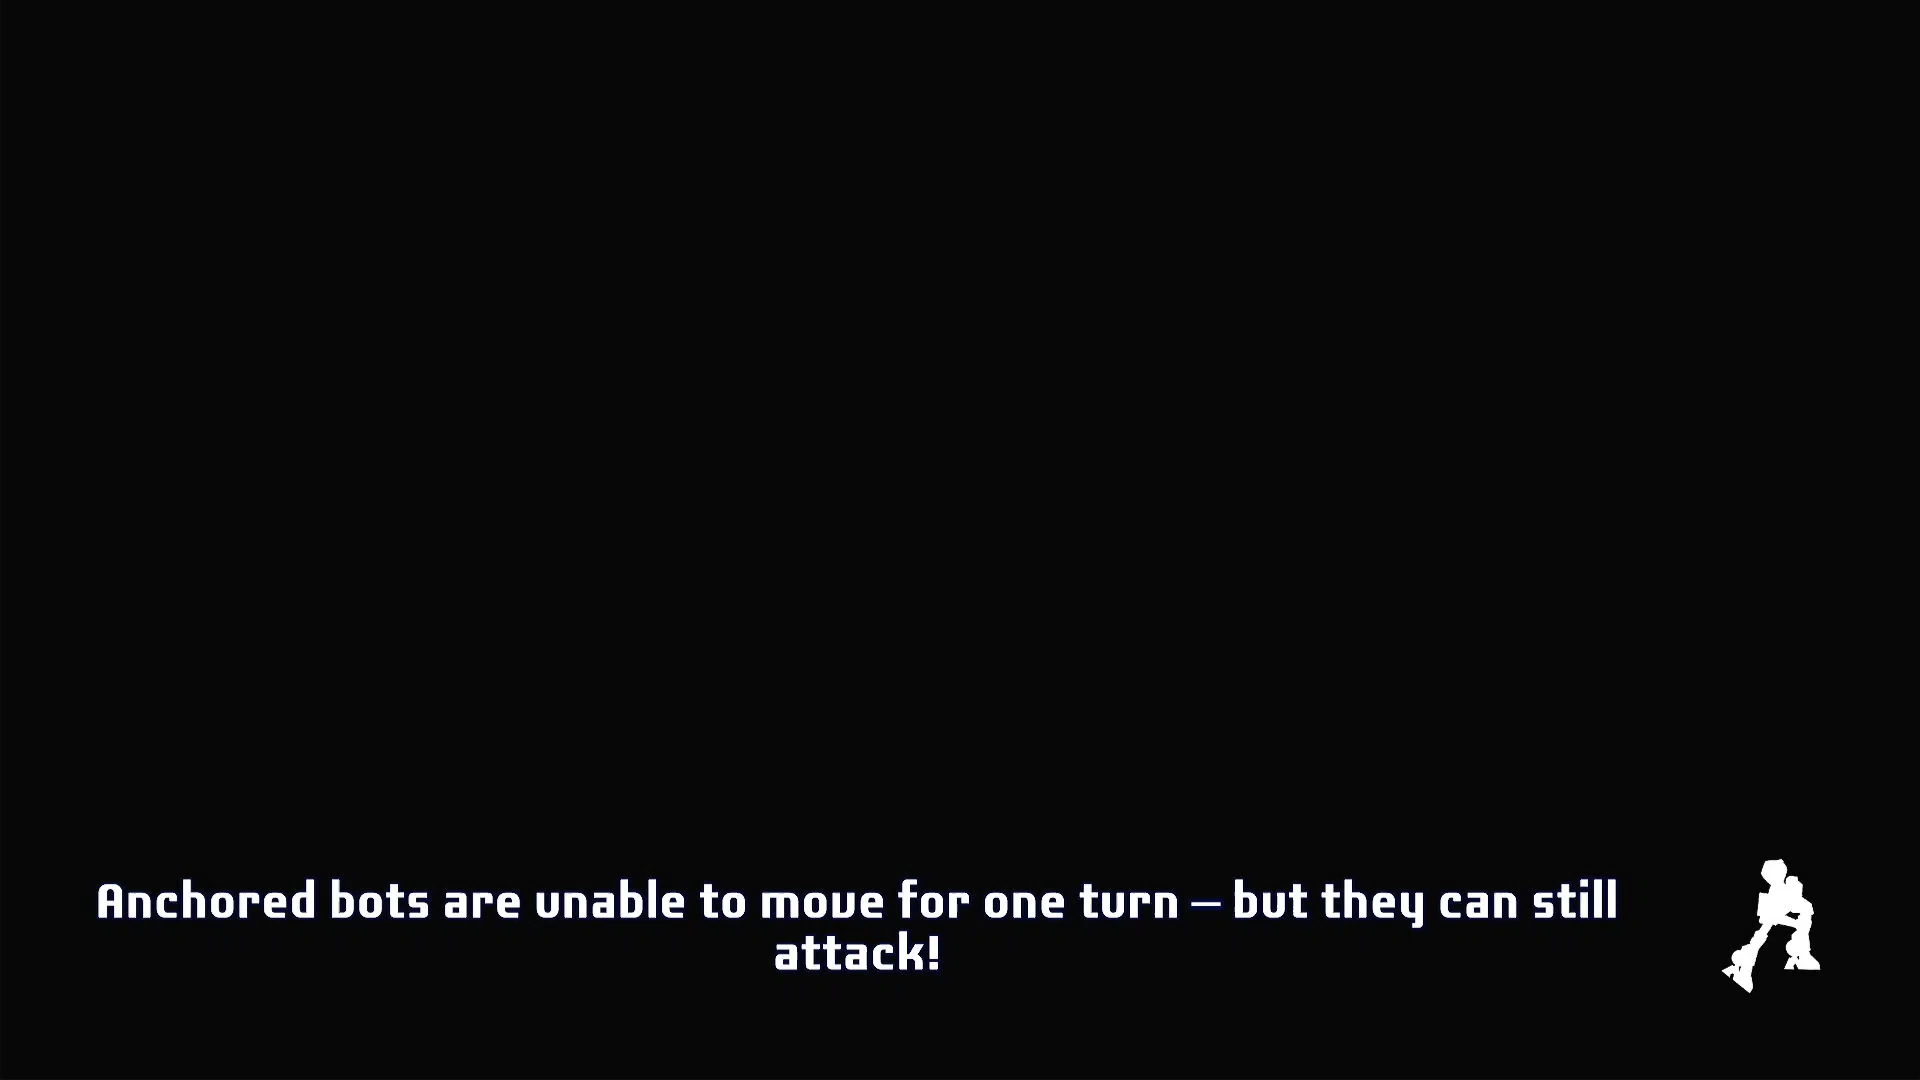 Anchored bots are unable to move for one turn — but they can still
attack!